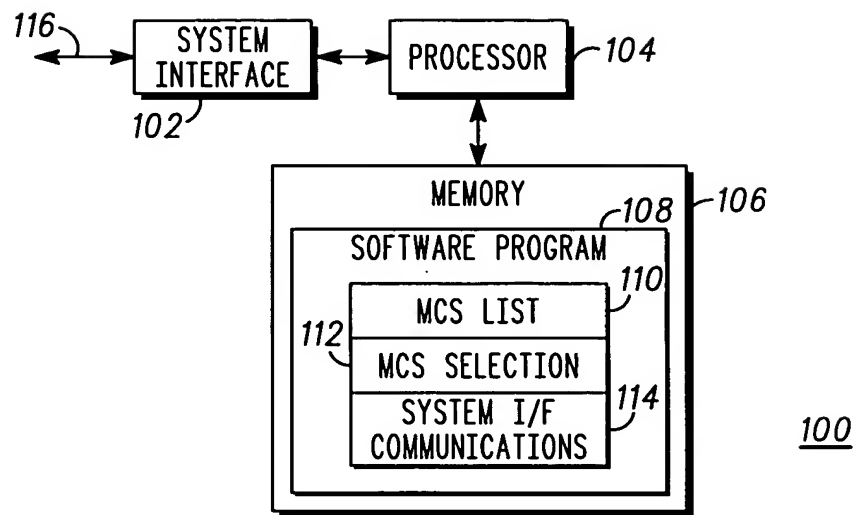 116
SYSTEM
INTERFACE
102
PROCESSOR
104
MEMORY
106
108
SOFTWARE PROGRAM
110
MCS LIST
112
MCS SELECTION
114
SYSTEM I/F
COMMUNICATIONS
100